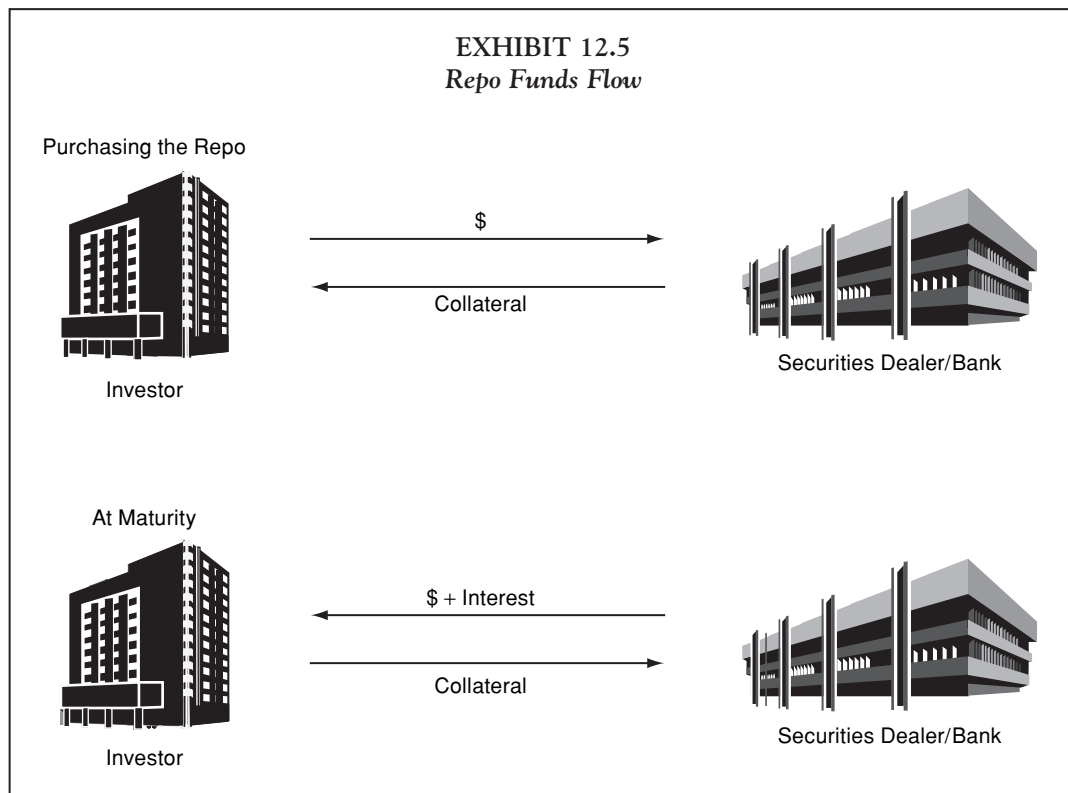 EXHIBIT 12.5
Repo Funds Flow
Purchasing the Repo
$
Collateral
Investor
Securities Dealer/Bank
At Maturity
$ + Interest
Collateral
Investor
Securities Dealer/Bank